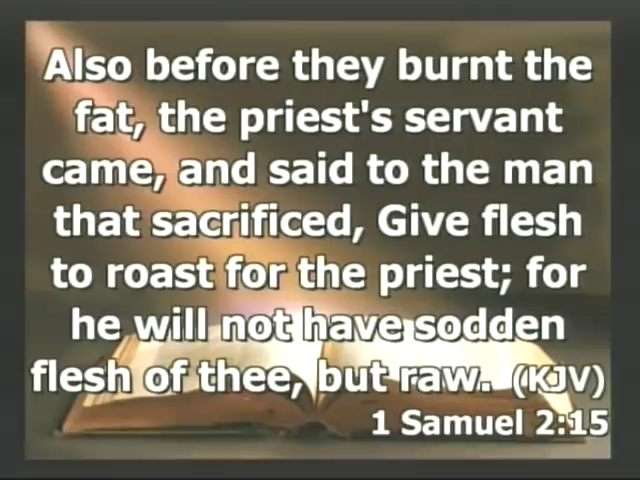 Also before they burnt the
fat, the priest's servant
came, and said to the man
that sacrificed, Give flesh
to roast for the priest; for
he will not have sodden
flesh of thee, but raw. (KJV)
1 Samuel 2:15